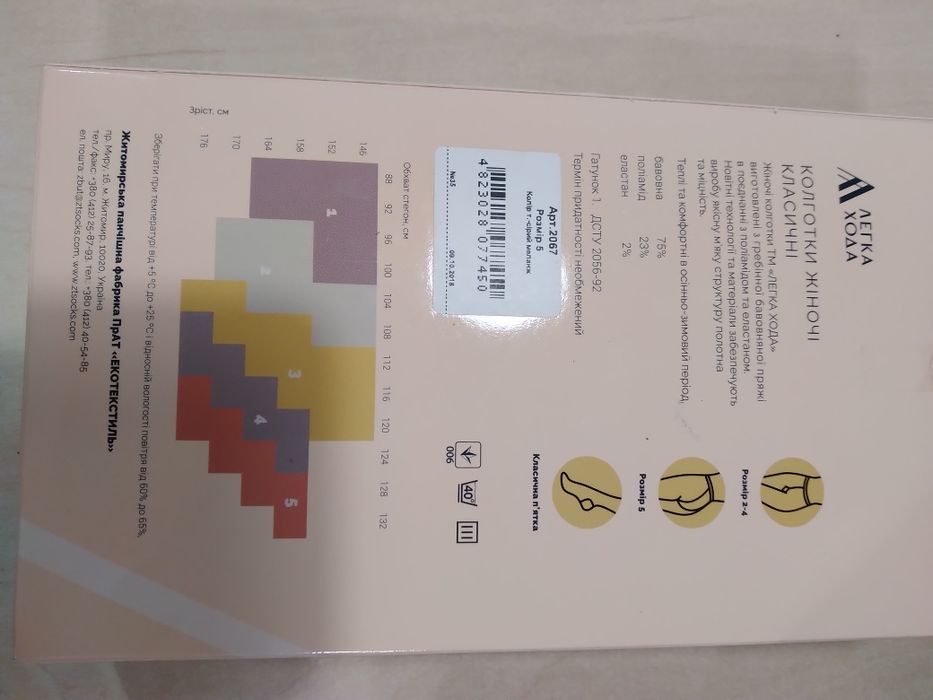 ЛЕГКА
ХОДА
КОЛГОТКИ ЖІНОЧІ
КЛАСИЧНІ
Жіночі колготки ТМ «ЛЕГКА ХОДА»
виготовлені з гребінної бавовняної пряжі
в поєднанні з поліамідом та еластаном.
Новітні технології та матеріали забезпечують
виробу якісну м'яку структуру полотна
та міцність.
Теплі та комфортні в осінньо-зимовий період.
бавовна 75%
поліамід 23%
еластан 2%
Гатунок 1. ДСТУ 2056-92
Термін придатності необмежений
Розмір 2-4
Розмір 5
Класична п'ятка
Арт.2067
Розмір 5
Колір т.-сірий меланж
4 823028 077450
№35 09.10.2018
006
40°
Обхват стегон, см
88 92 96 100 104 108 112 116 120 124 128 132
146
152
158
164
170
176
Зріст, см
1
2
3
4
5
Зберігати при температурі від +5 °C до +25 °C і відносній вологості повітря від 60% до 65%.
Житомирська панчішна фабрика ПрАТ «ЕКОТЕКСТИЛЬ»
пр. Миру, 1б, м. Житомир, 10020, Україна
тел./факс: +380 (412) 25-87-93. тел.: +380 (412) 40-54-85
ел. пошта: zbut@ztsocks.com, www.ztsocks.com